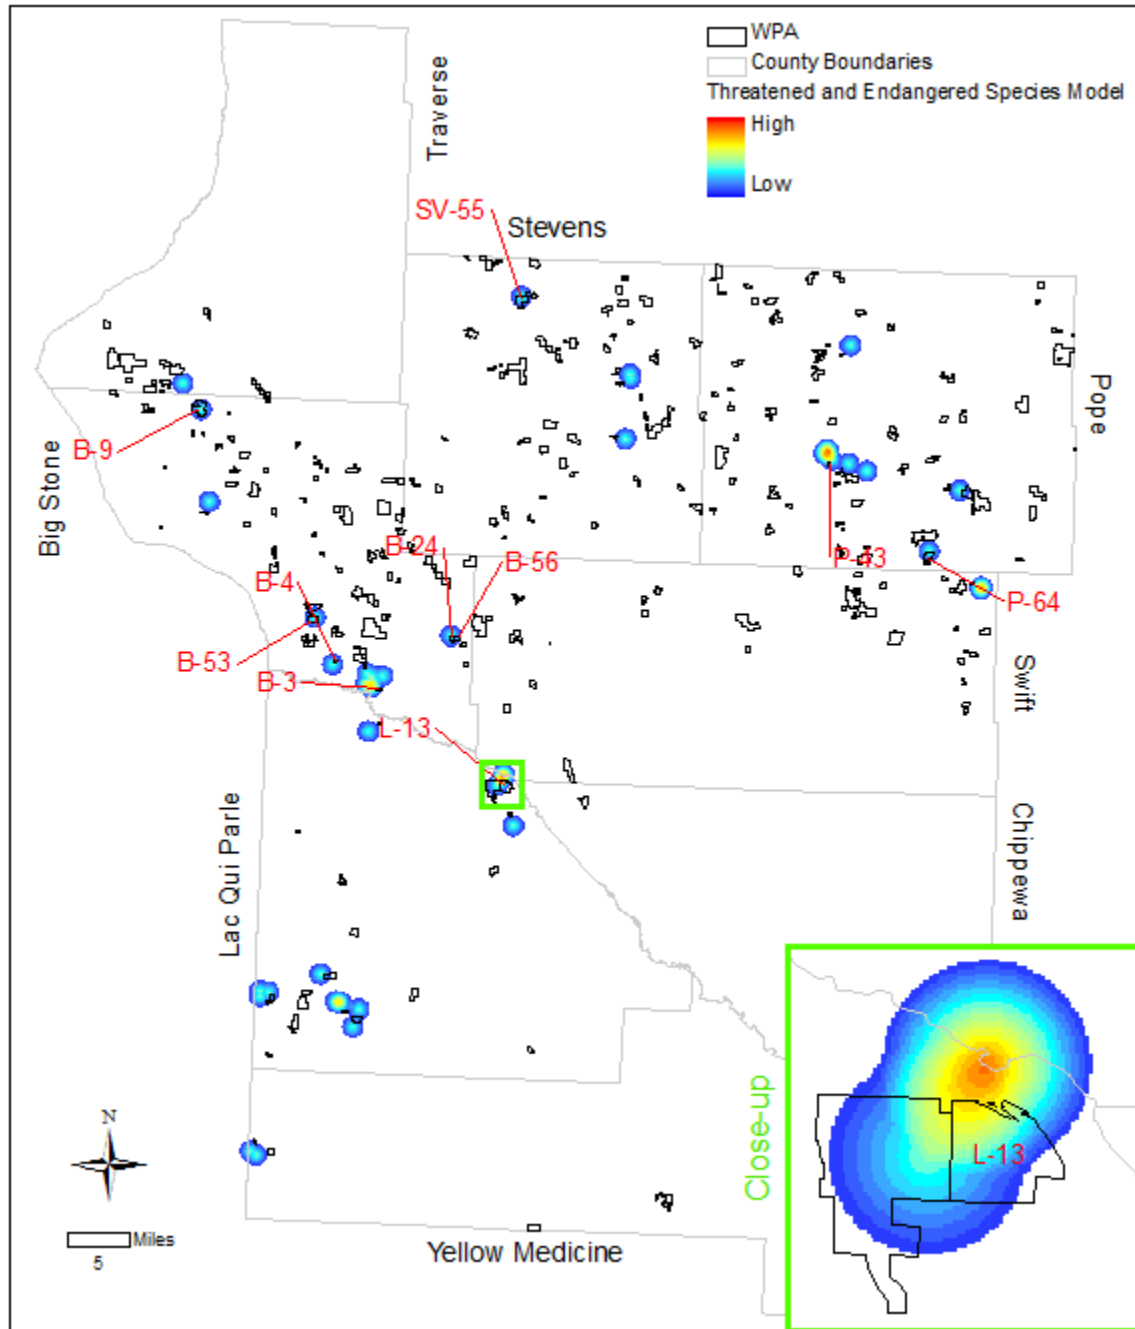 WPA
County Boundaries
Threatened and Endangered Species Model
High
Low
Traverse
SV-55
Stevens
Pope
B-9
Big Stone
B-24
B-56
P-43
B-4
P-64
B-53
B-3
Swift
L-13
Lac Qui Parle
Chippewa
Close-up
L-13
N
Miles
5
Yellow Medicine